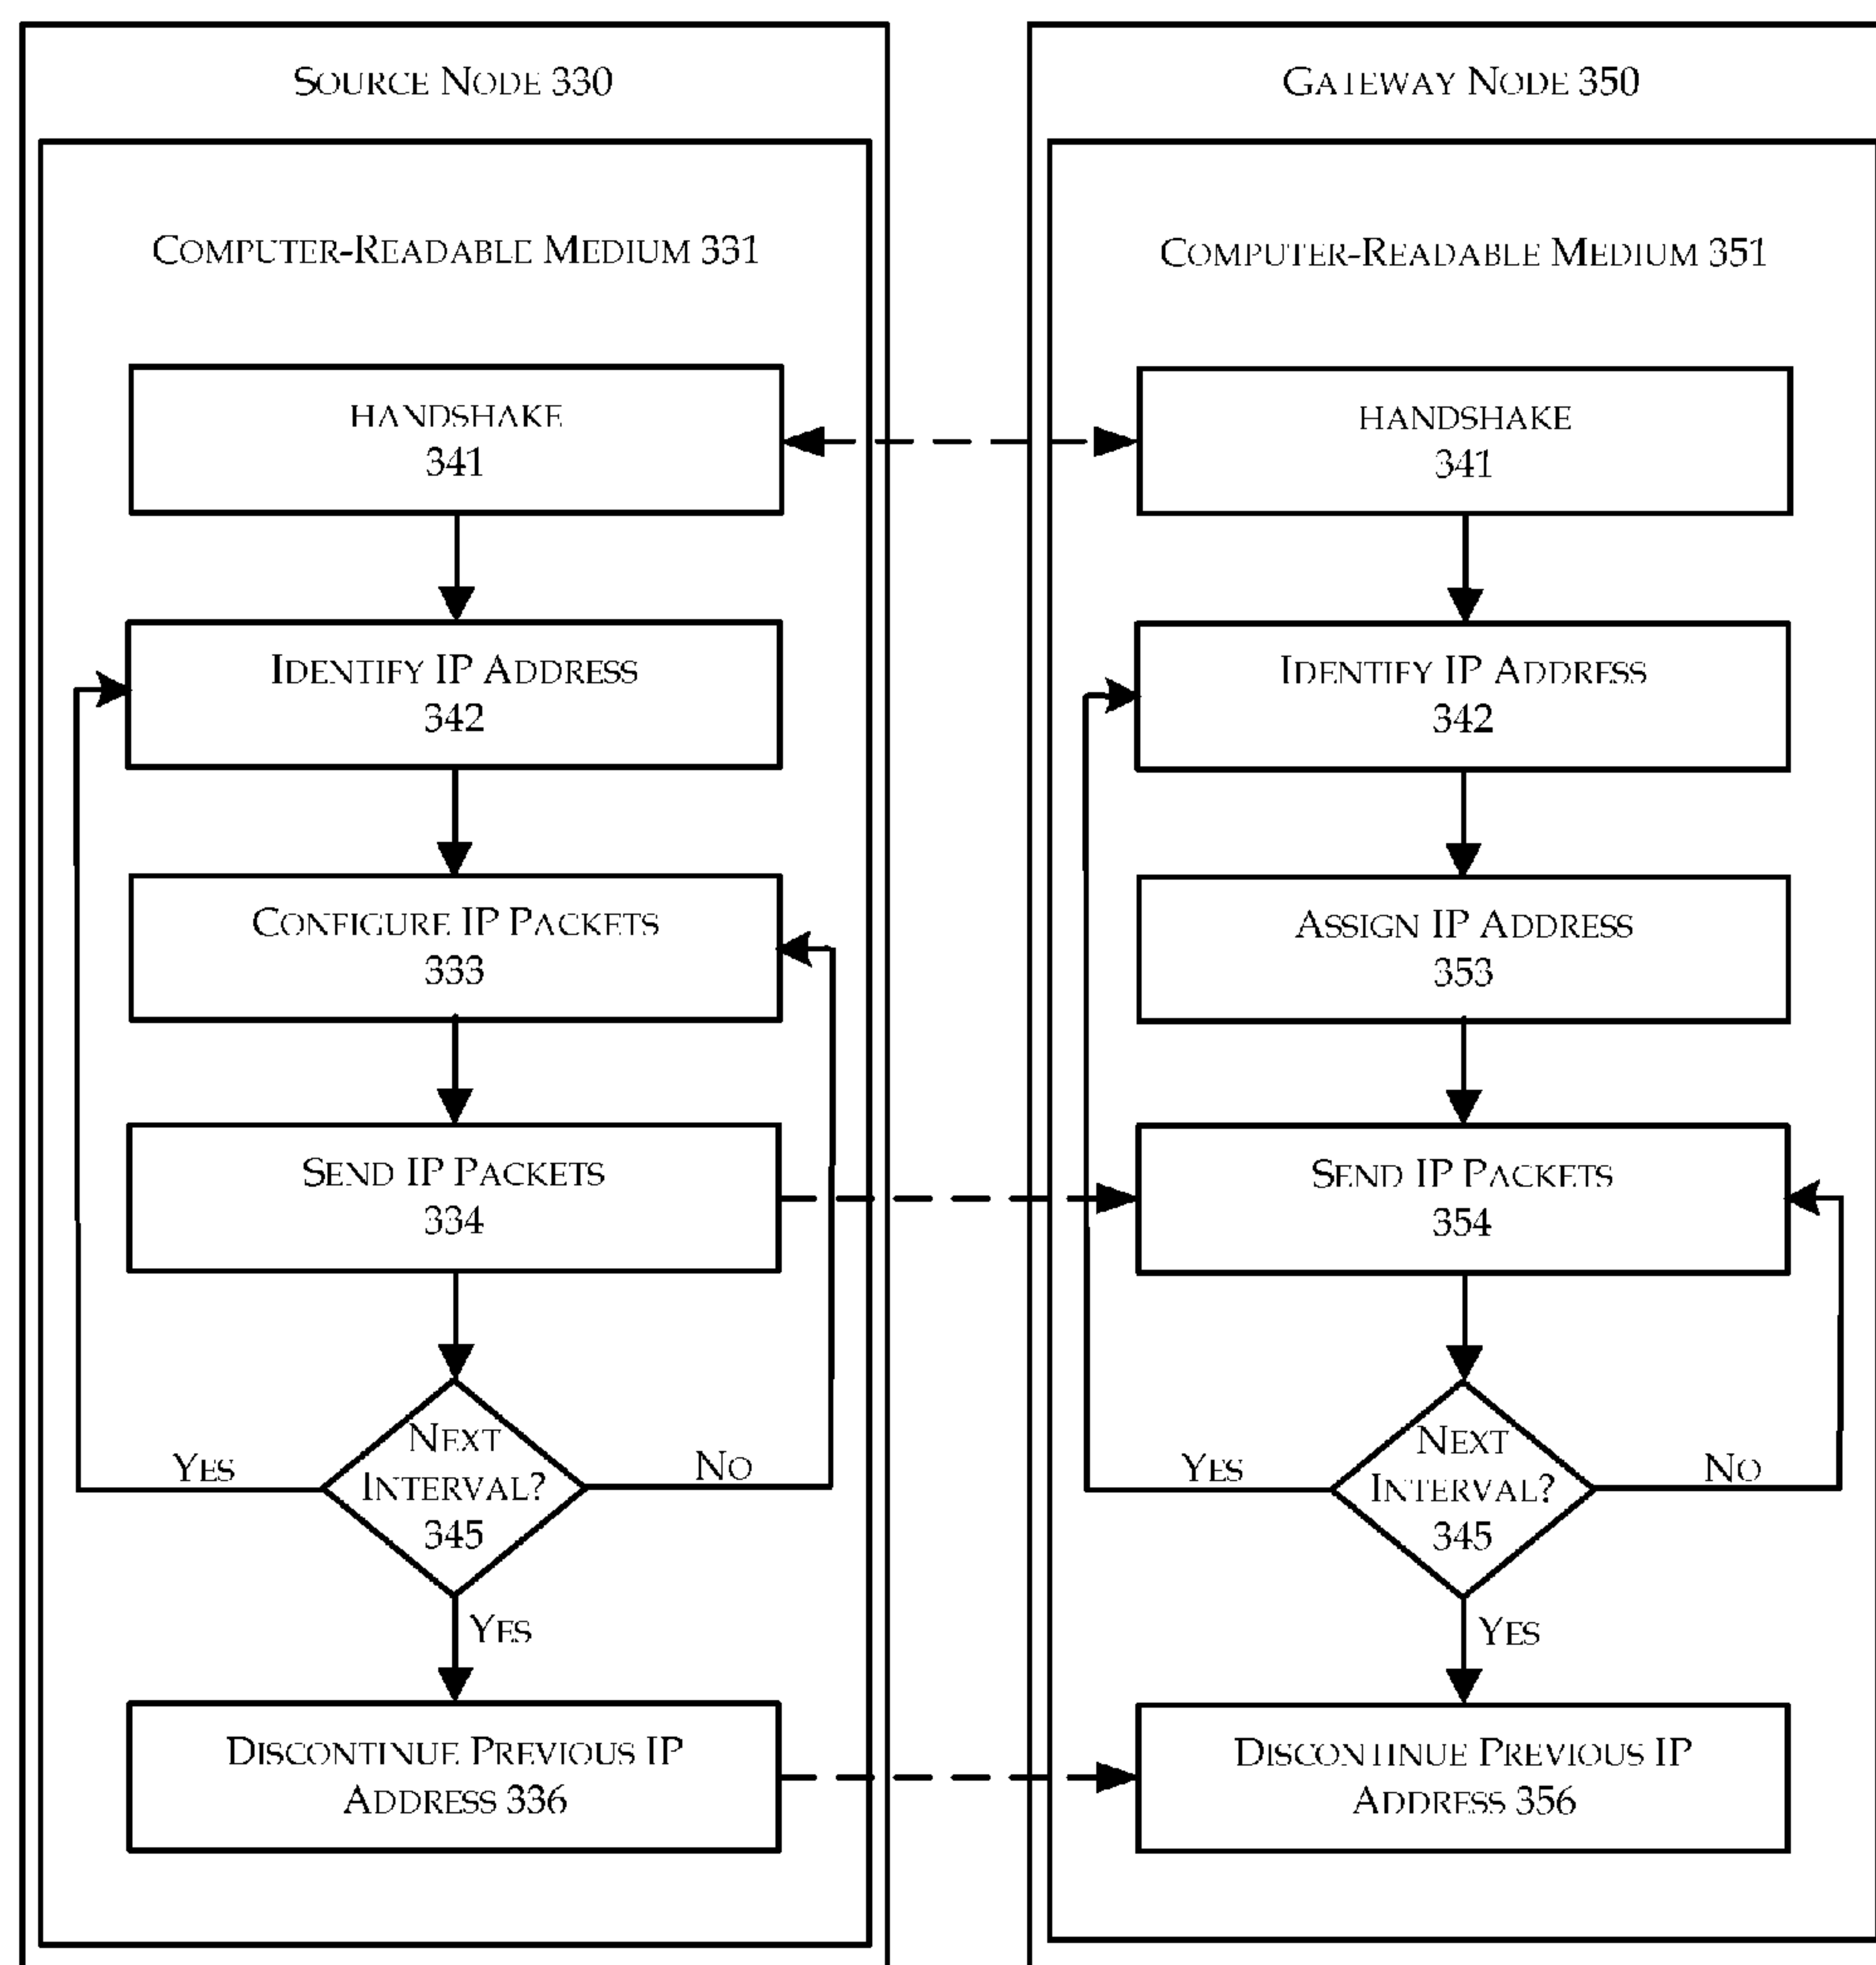 SOURCE NODE 330
COMPUTER-READABLE MEDIUM 331
HANDSHAKE
341
IDENTIFY IP ADDRESS
342
CONFIGURE IP PACKETS
333
SEND IP PACKETS
334
NEXT
INTERVAL?
345
YES
NO
YES
DISCONTINUE PREVIOUS IP
ADDRESS 336
GATEWAY NODE 350
COMPUTER-READABLE MEDIUM 351
HANDSHAKE
341
IDENTIFY IP ADDRESS
342
ASSIGN IP ADDRESS
353
SEND IP PACKETS
354
NEXT
INTERVAL?
345
YES
NO
YES
DISCONTINUE PREVIOUS IP
ADDRESS 356